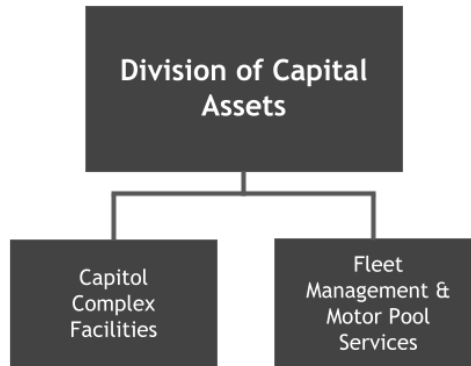 Division of Capital
Assets
Capitol
Complex
Facilities
Fleet
Management &
Motor Pool
Services